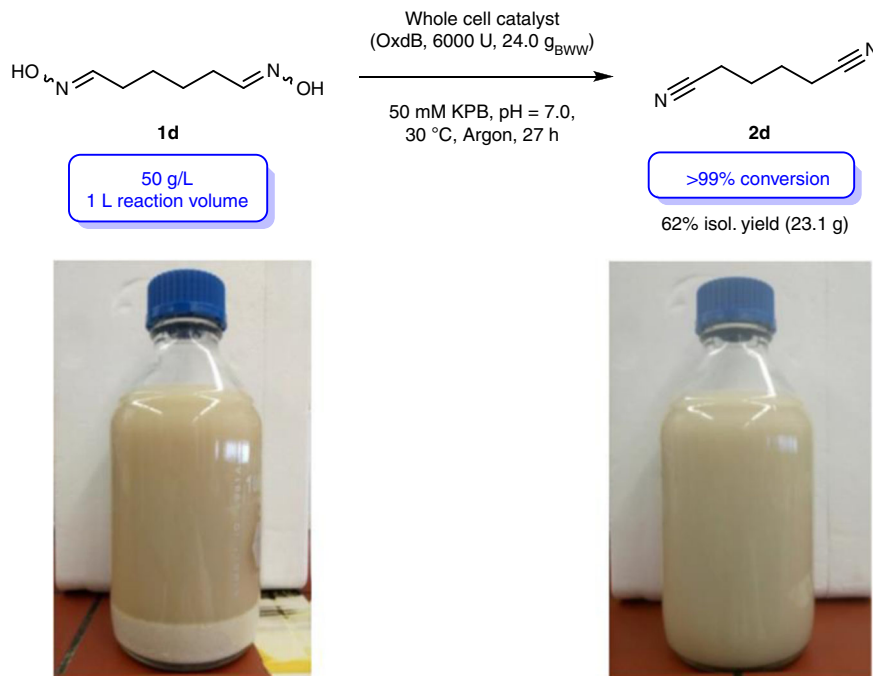 Whole cell catalyst
(OxdB, 6000 U, 24.0 gBWW)
HO
N
N
OH
N
N
50 mM KPB, pH = 7.0,
30 °C, Argon, 27 h
1d
2d
50 g/L
1 L reaction volume
>99% conversion
62% isol. yield (23.1 g)